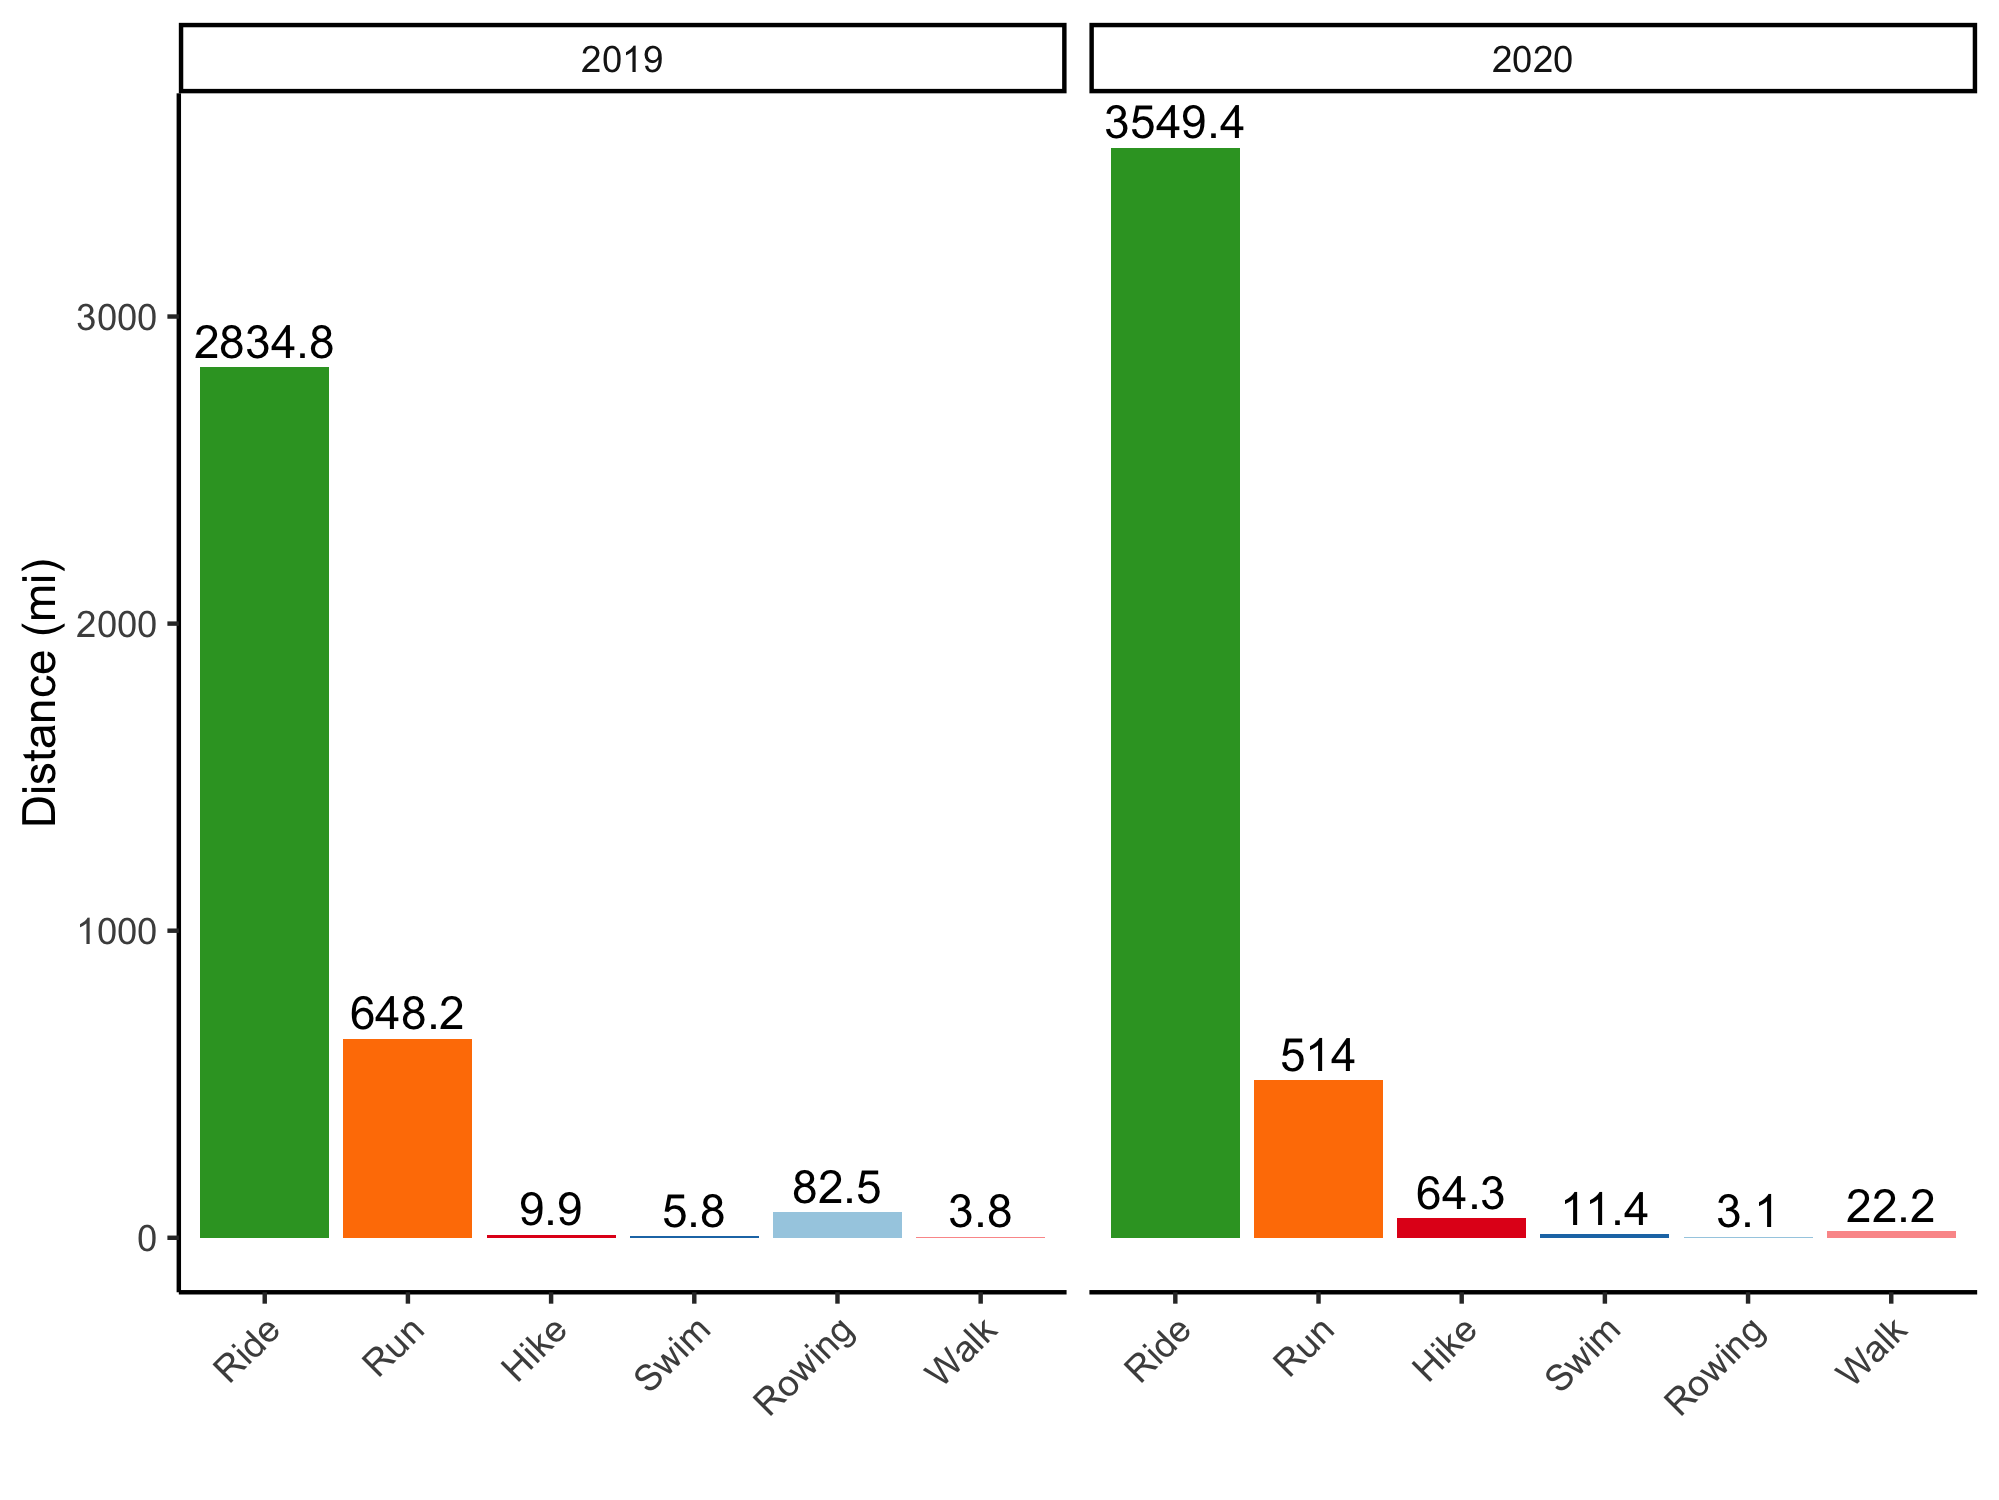 2019
2020
Distance (mi)
3000
2000
1000
0
2834.8
648.2
9.9
5.8
82.5
3.8
3549.4
514
64.3
11.4
3.1
22.2
Ride
Run
Hike
Swim
Rowing
Walk
Ride
Run
Hike
Swim
Rowing
Walk